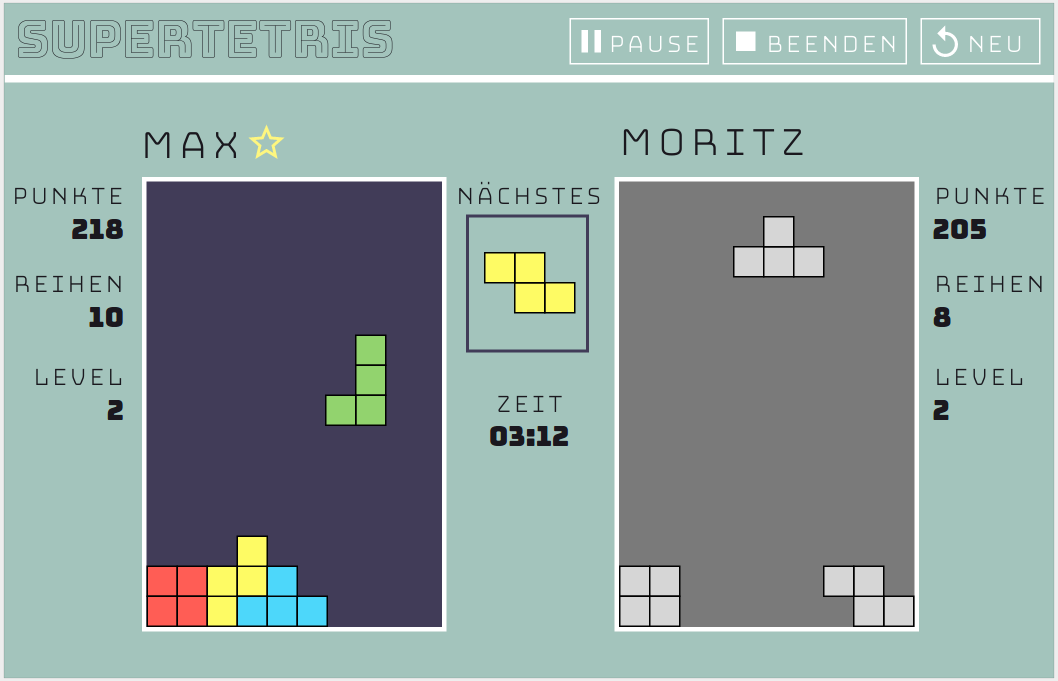 SUPERTETRIS
PAUSE
BEENDEN
NEU
MAX
MORITZ
PUNKTE
218
REIHEN
10
LEVEL
2
NÄCHSTES
ZEIT
03:12
PUNKTE
205
REIHEN
8
LEVEL
2